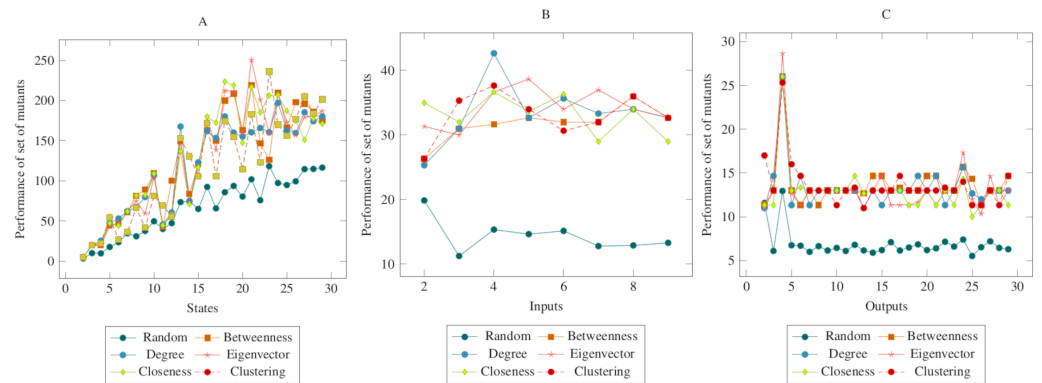 A
Performance of set of mutants
250
200
150
100
50
0
0 5 10 15 20 25 30
States
Random Betweenness
Degree Eigenvector
Closeness Clustering
B
Performance of set of mutants
40
30
20
10
2 4 6 8
Inputs
Random Betweenness
Degree Eigenvector
Closeness Clustering
C
Performance of set of mutants
30
25
20
15
10
5
0 5 10 15 20 25 30
Outputs
Random Betweenness
Degree Eigenvector
Closeness Clustering